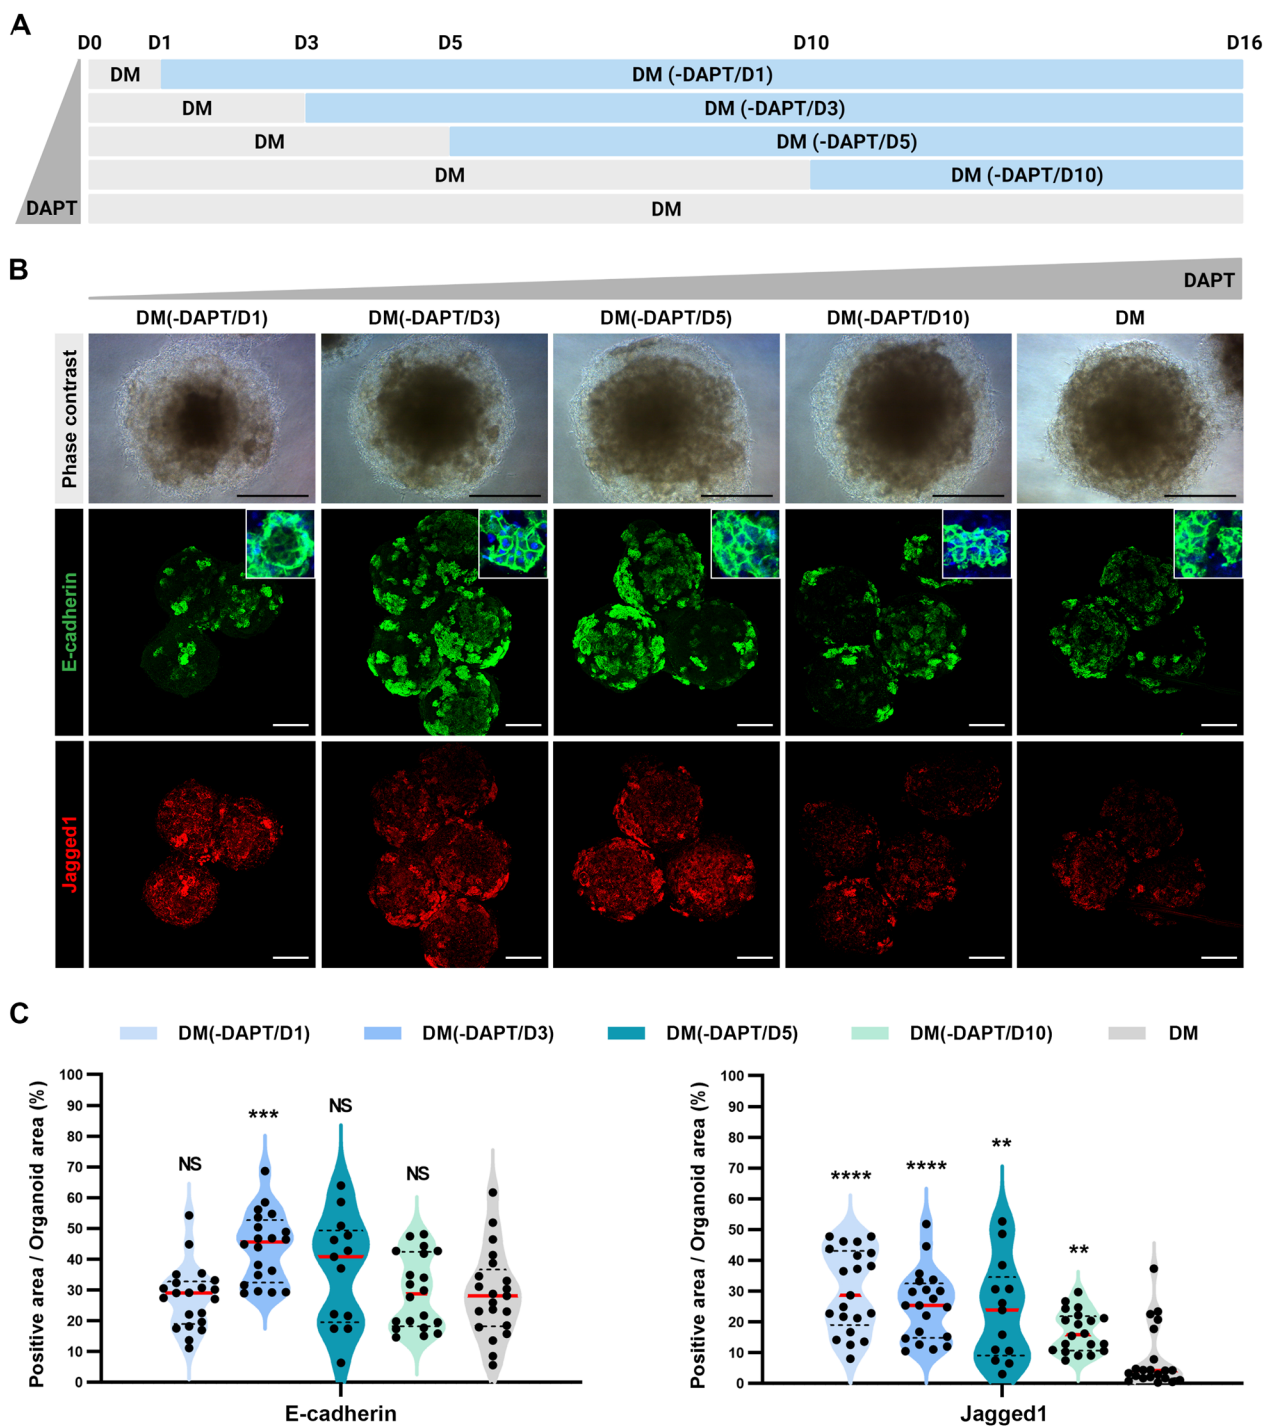 A
D0 D1 D3 D5 D10 D16
DM DM (-DAPT/D1)
DM DM (-DAPT/D3)
DM DM (-DAPT/D5)
DM DM (-DAPT/D10)
DAPT DM
B
DAPT
DM(-DAPT/D1) DM(-DAPT/D3) DM(-DAPT/D5) DM(-DAPT/D10) DM
Phase contrast
E-cadherin
Jagged1
C
DM(-DAPT/D1) DM(-DAPT/D3) DM(-DAPT/D5) DM(-DAPT/D10) DM
Positive area / Organoid area (%)
100
90
80
70
60
50
40
30
20
10
0
NS *** NS NS
E-cadherin
Positive area / Organoid area (%)
100
90
80
70
60
50
40
30
20
10
0
**** **** ** **
Jagged1